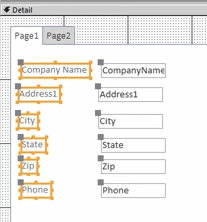 Detail
Page1 Page2
Company Name CompanyName
Address1 Address1
City City
State State
Zip Zip
Phone Phone